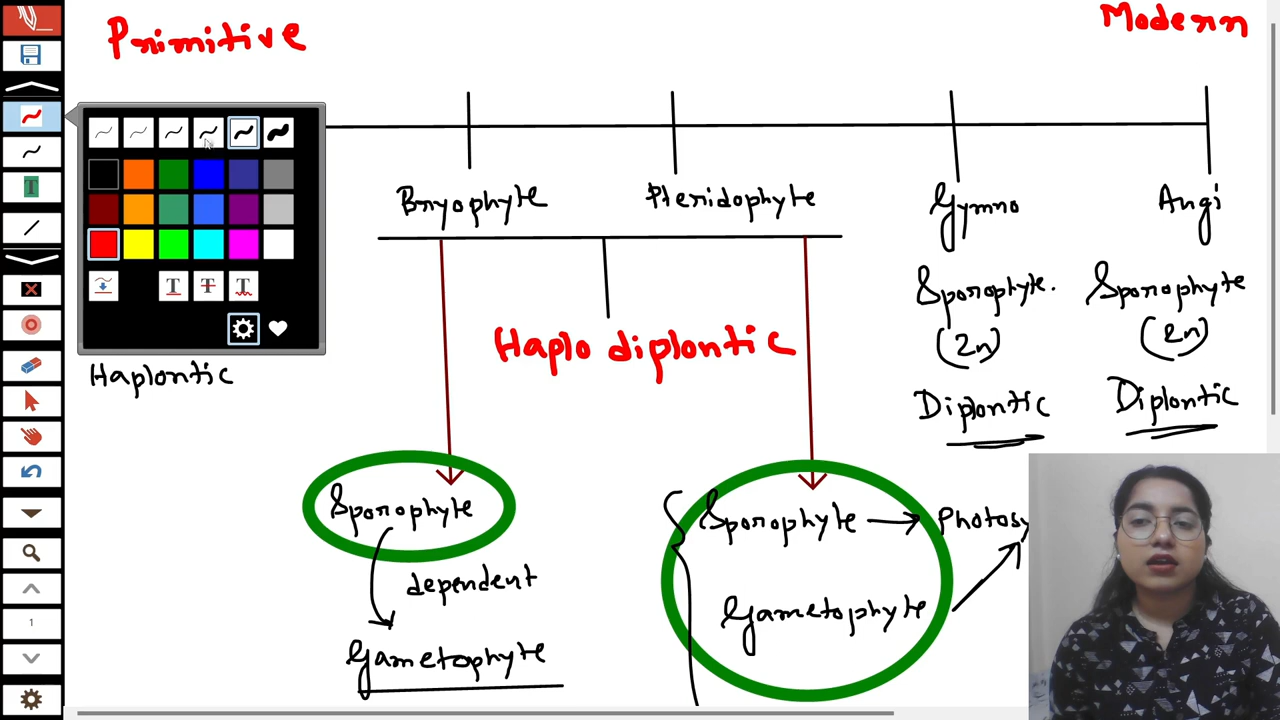 Primitive
Modern
Bryophyte
Pteridophyte
Gymno
Angi
Sporophyte.
(2n)
Diplontic
Sporophyte
(2n)
Diplontic
Haplo diplontic
Haplontic
Sporophyte
dependent
Gametophyte
Sporophyte → Photosy
Gametophyte
T
T
T
T
1